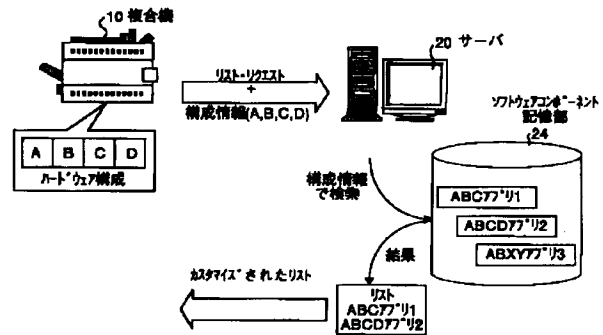 10 複合機
20 サーバ
リスト・リクエスト
+
構成情報(A,B,C,D)
ソフトウェアコンポーネント
記憶部
24
A B C D
ハードウェア構成
構成情報
で検索
ABCアプリ1
ABCDアプリ2
ABXYアプリ3
結果
カスタマイズされたリスト
リスト
ABCアプリ1
ABCDアプリ2